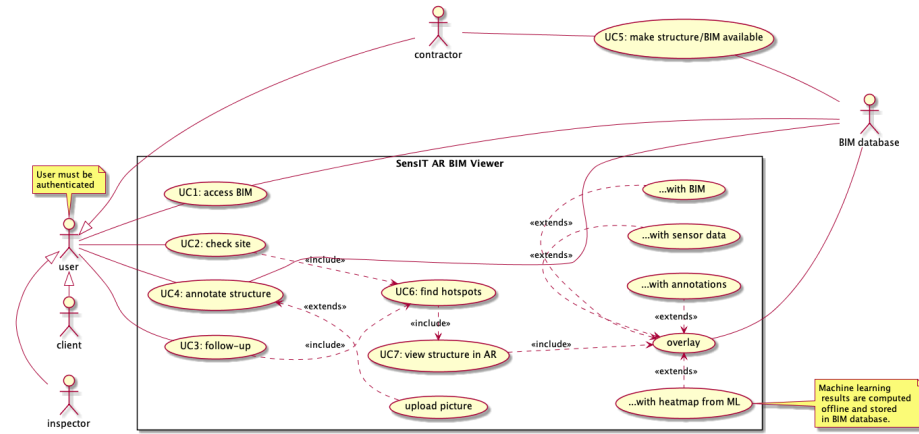 contractor
UC5: make structure/BIM available
BIM database
SensIT AR BIM Viewer
User must be
authenticated
UC1: access BIM
...with BIM
«extends»
user
UC2: check site
...with sensor data
«include»
«extends»
UC4: annotate structure
UC6: find hotspots
...with annotations
«extends»
«include»
«extends»
client
UC3: follow-up
«include»
UC7: view structure in AR
«include»
overlay
«extends»
inspector
upload picture
...with heatmap from ML
Machine learning
results are computed
offline and stored
in BIM database.